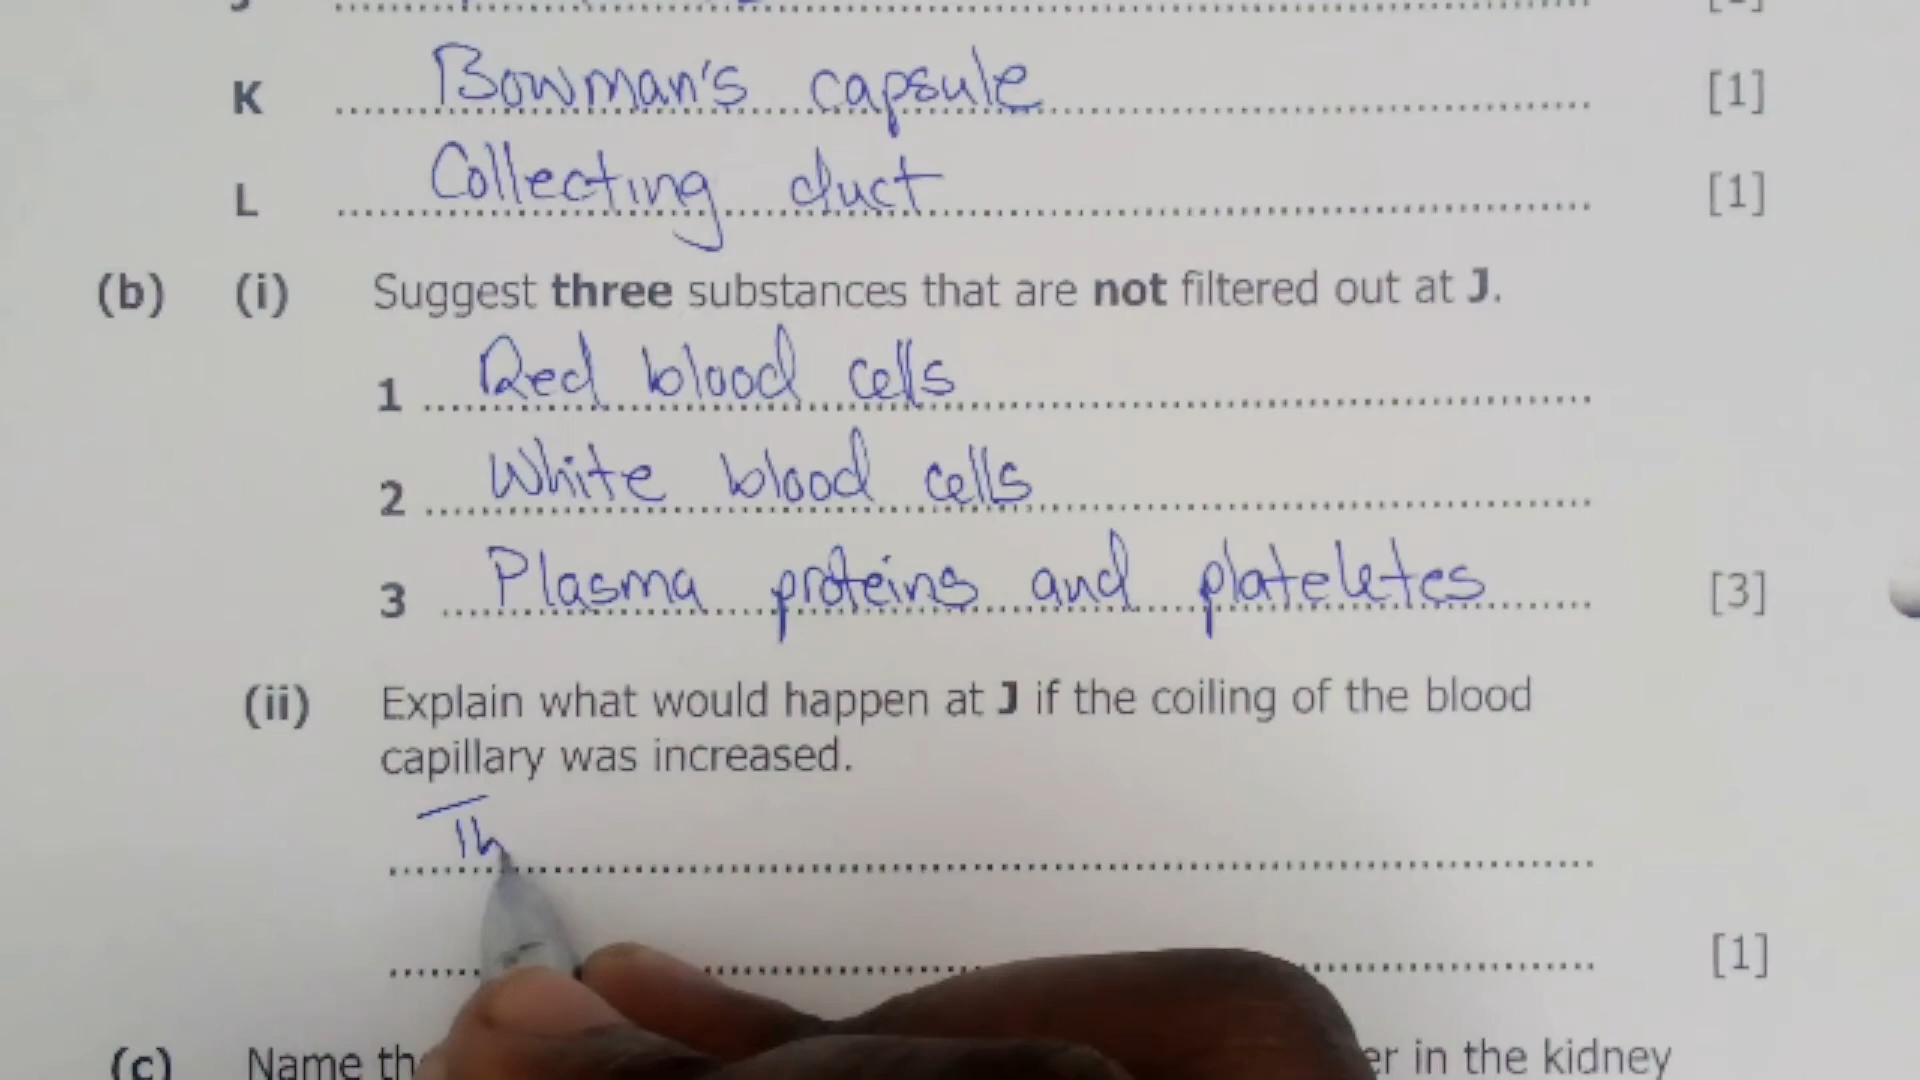 K Bowman's capsule [1]
L Collecting duct [1]
(b) (i) Suggest three substances that are not filtered out at J.
1 Red blood cells
2 White blood cells
3 Plasma proteins and plateletes [3]
(ii) Explain what would happen at J if the coiling of the blood
capillary was increased.
Th
[1]
(c) Name th er in the kidney